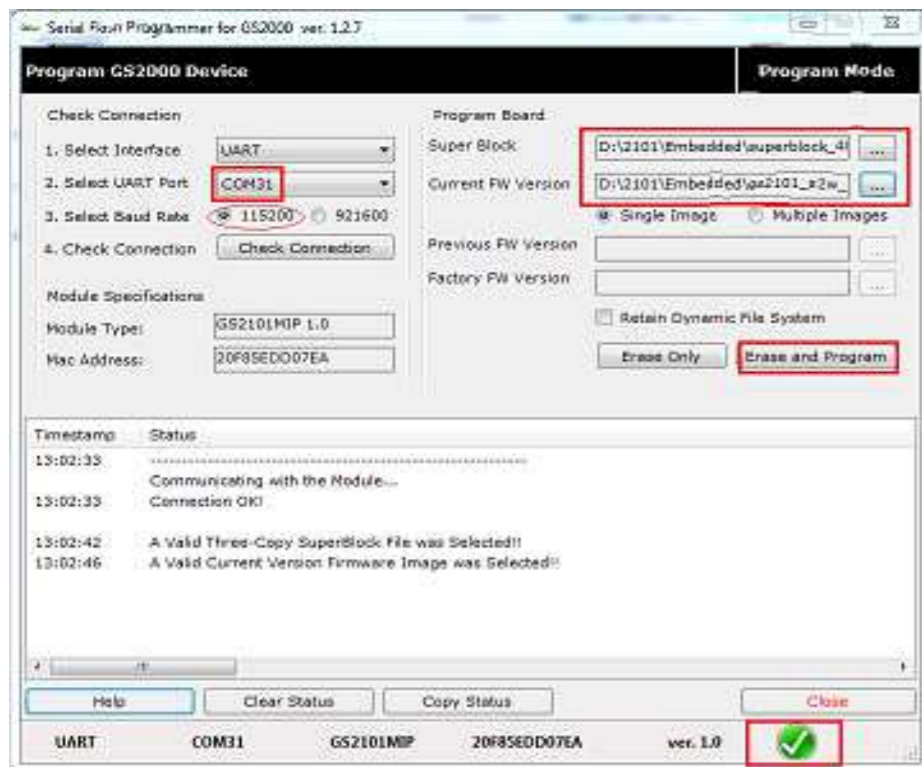 Serial Flash Programmer for GS2000 ver. 1.2.7
Program GS2000 Device
Program Mode
Check Connection
1. Select Interface
UART
2. Select UART Port
COM31
3. Select Baud Rate
115200
921600
4. Check Connection
Check Connection
Module Specifications
Module Type:
GS2101MIP 1.0
Mac Address:
20F85EDD07EA
Program Board
Super Block
D:\2101\Embedded\superblock_4
...
Current FW Version
D:\2101\Embedded\gs2101_s2w_
...
Single Image
Multiple Images
Previous FW Version
...
Factory FW Version
...
Retain Dynamic File System
Erase Only
Erase and Program
Timestamp Status
13:02:33
Communicating with the Module...
13:02:33 Connection OK!
13:02:42 A Valid Three-Copy SuperBlock File was Selected!!
13:02:46 A Valid Current Version Firmware Image was Selected!!
Help
Clear Status
Copy Status
Close
UART COM31 GS2101MIP 20F85EDD07EA ver. 1.0